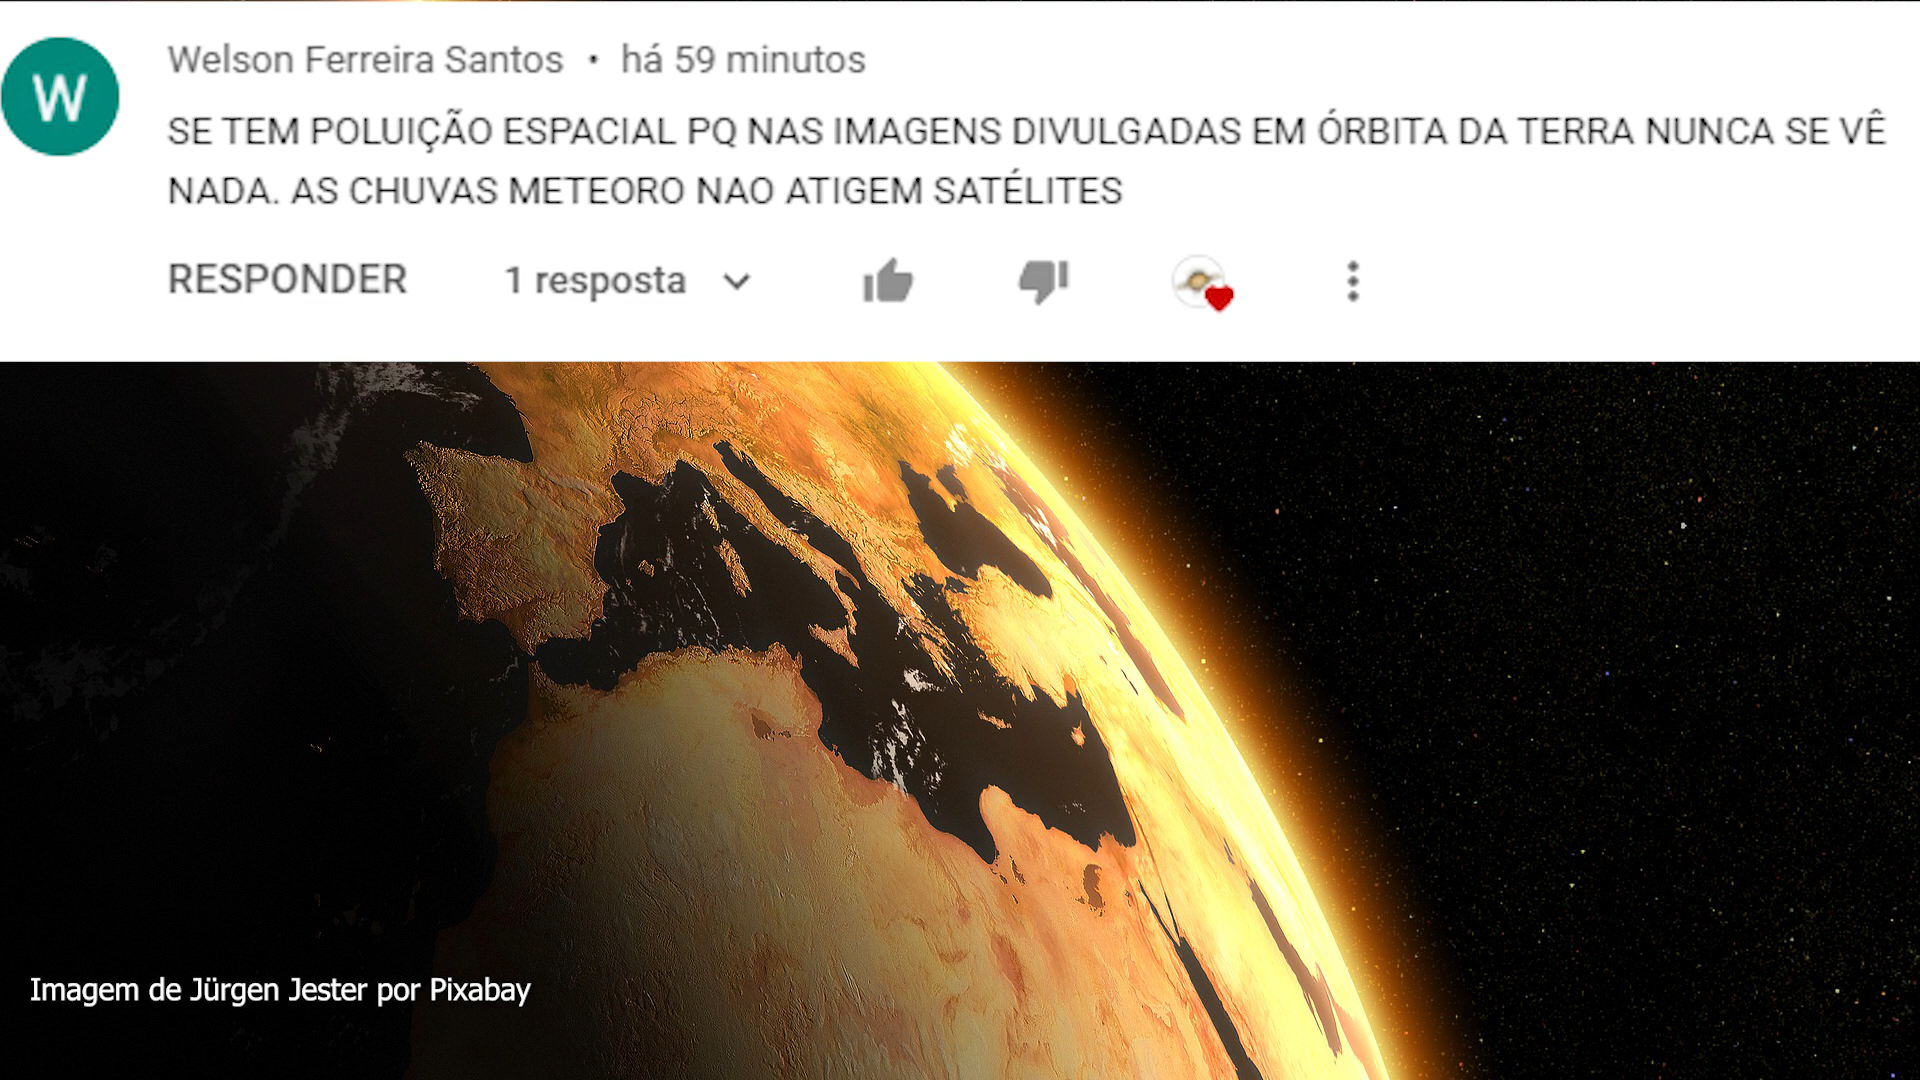 W
Welson Ferreira Santos • há 59 minutos
SE TEM POLUIÇÃO ESPACIAL PQ NAS IMAGENS DIVULGADAS EM ÓRBITA DA TERRA NUNCA SE VÊ
NADA. AS CHUVAS METEORO NAO ATIGEM SATÉLITES
RESPONDER 1 resposta
Imagem de Jürgen Jester por Pixabay